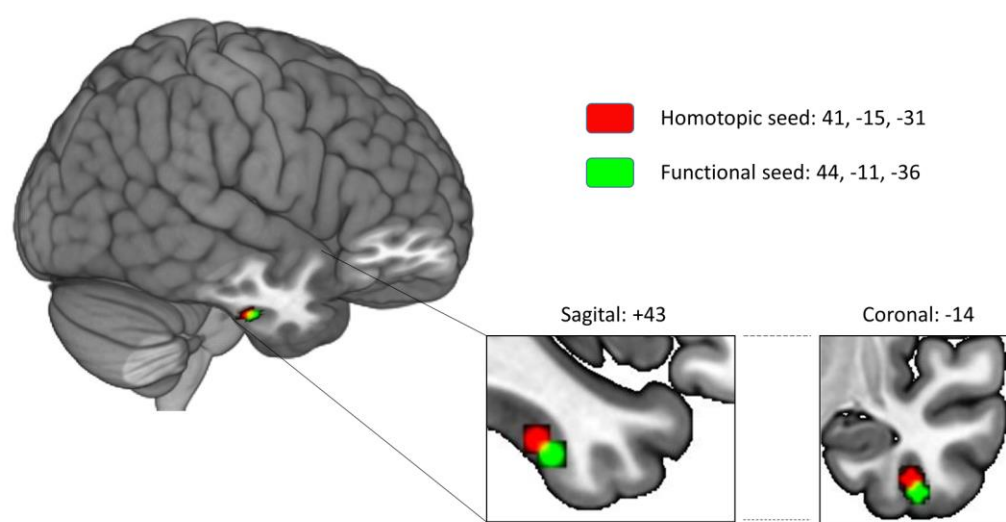 Homotopic seed: 41, -15, -31
Functional seed: 44, -11, -36
Sagital: +43
Coronal: -14